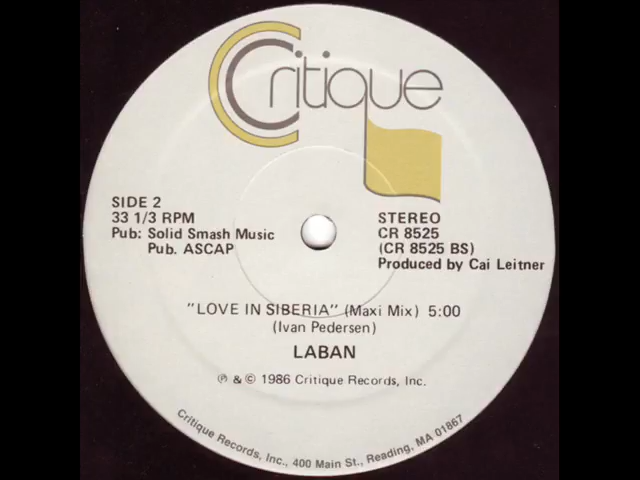 Critique
SIDE 2
33 1/3 RPM
Pub: Solid Smash Music
Pub. ASCAP
STEREO
CR 8525
(CR 8525 BS)
Produced by Cai Leitner
"LOVE IN SIBERIA" (Maxi Mix) 5:00
(Ivan Pedersen)
LABAN
℗ & © 1986 Critique Records, Inc.
Critique Records, Inc., 400 Main St., Reading, MA 01867